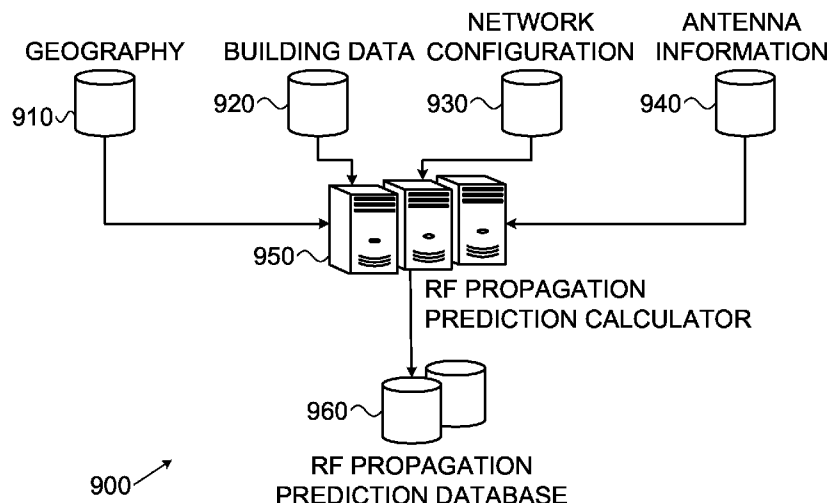 GEOGRAPHY
BUILDING DATA
NETWORK
CONFIGURATION
ANTENNA
INFORMATION
910
920
930
940
950
RF PROPAGATION
PREDICTION CALCULATOR
960
RF PROPAGATION
PREDICTION DATABASE
900